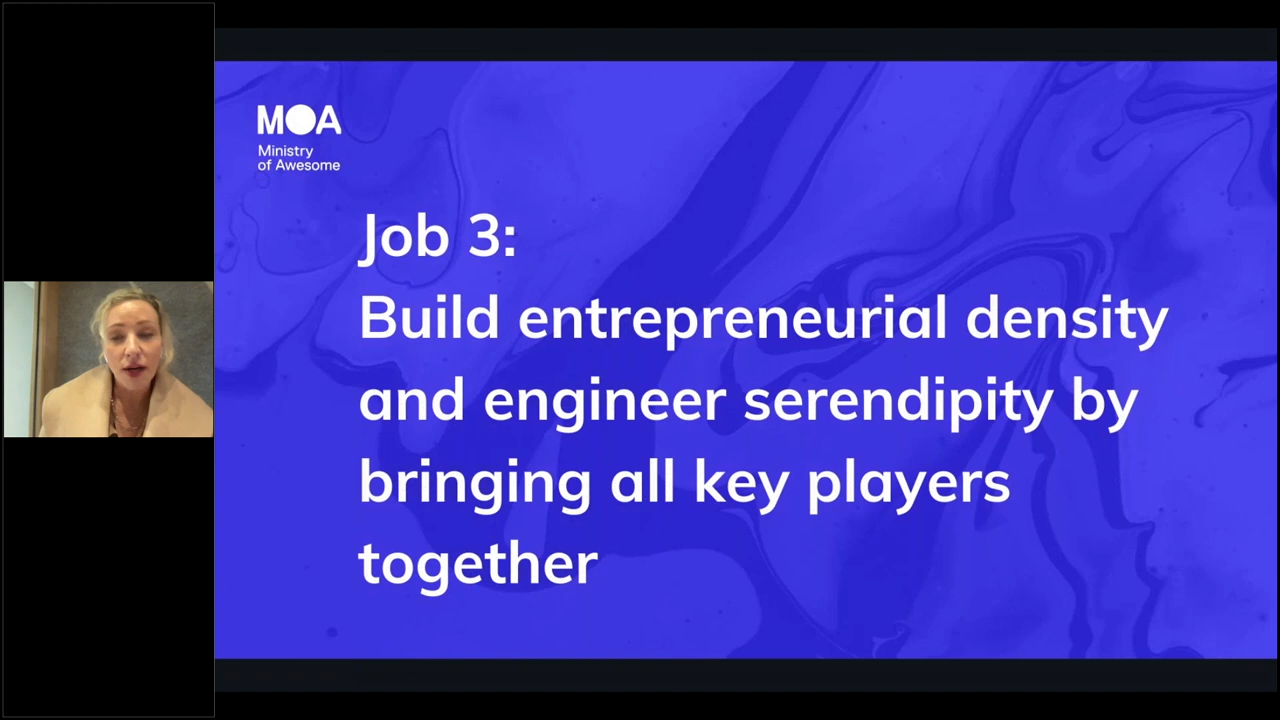 MOA
Ministry
of Awesome
Job 3:
Build entrepreneurial density
and engineer serendipity by
bringing all key players
together